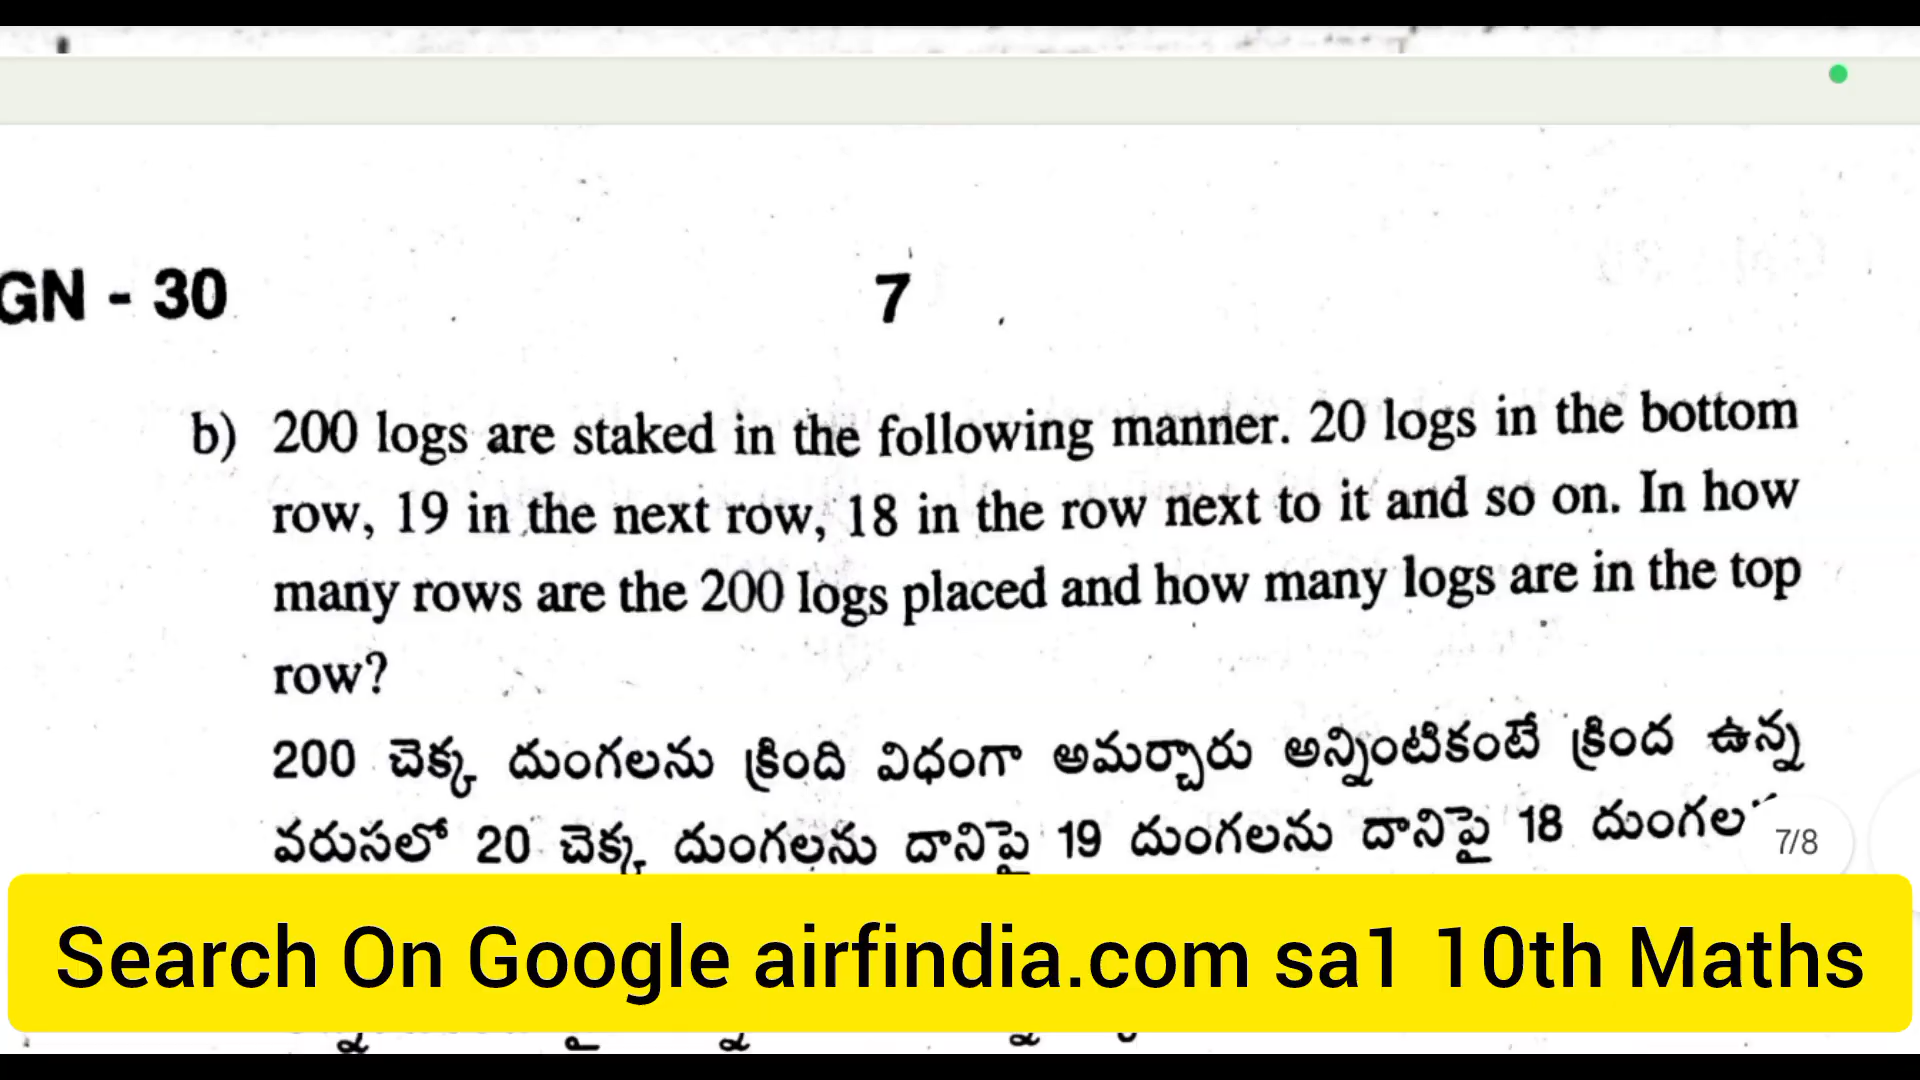 GN - 30
7
b) 200 logs are staked in the following manner. 20 logs in the bottom
row, 19 in the next row, 18 in the row next to it and so on. In how
many rows are the 200 logs placed and how many logs are in the top
row?
200 చెక్క దుంగలను క్రింది విధంగా అమర్చారు అన్నింటికంటే క్రింద ఉన్న
వరుసలో 20 చెక్క దుంగలను దానిపై 19 దుంగలను దానిపై 18
7/8
Search On Google airfindia.com sa1 10th Maths